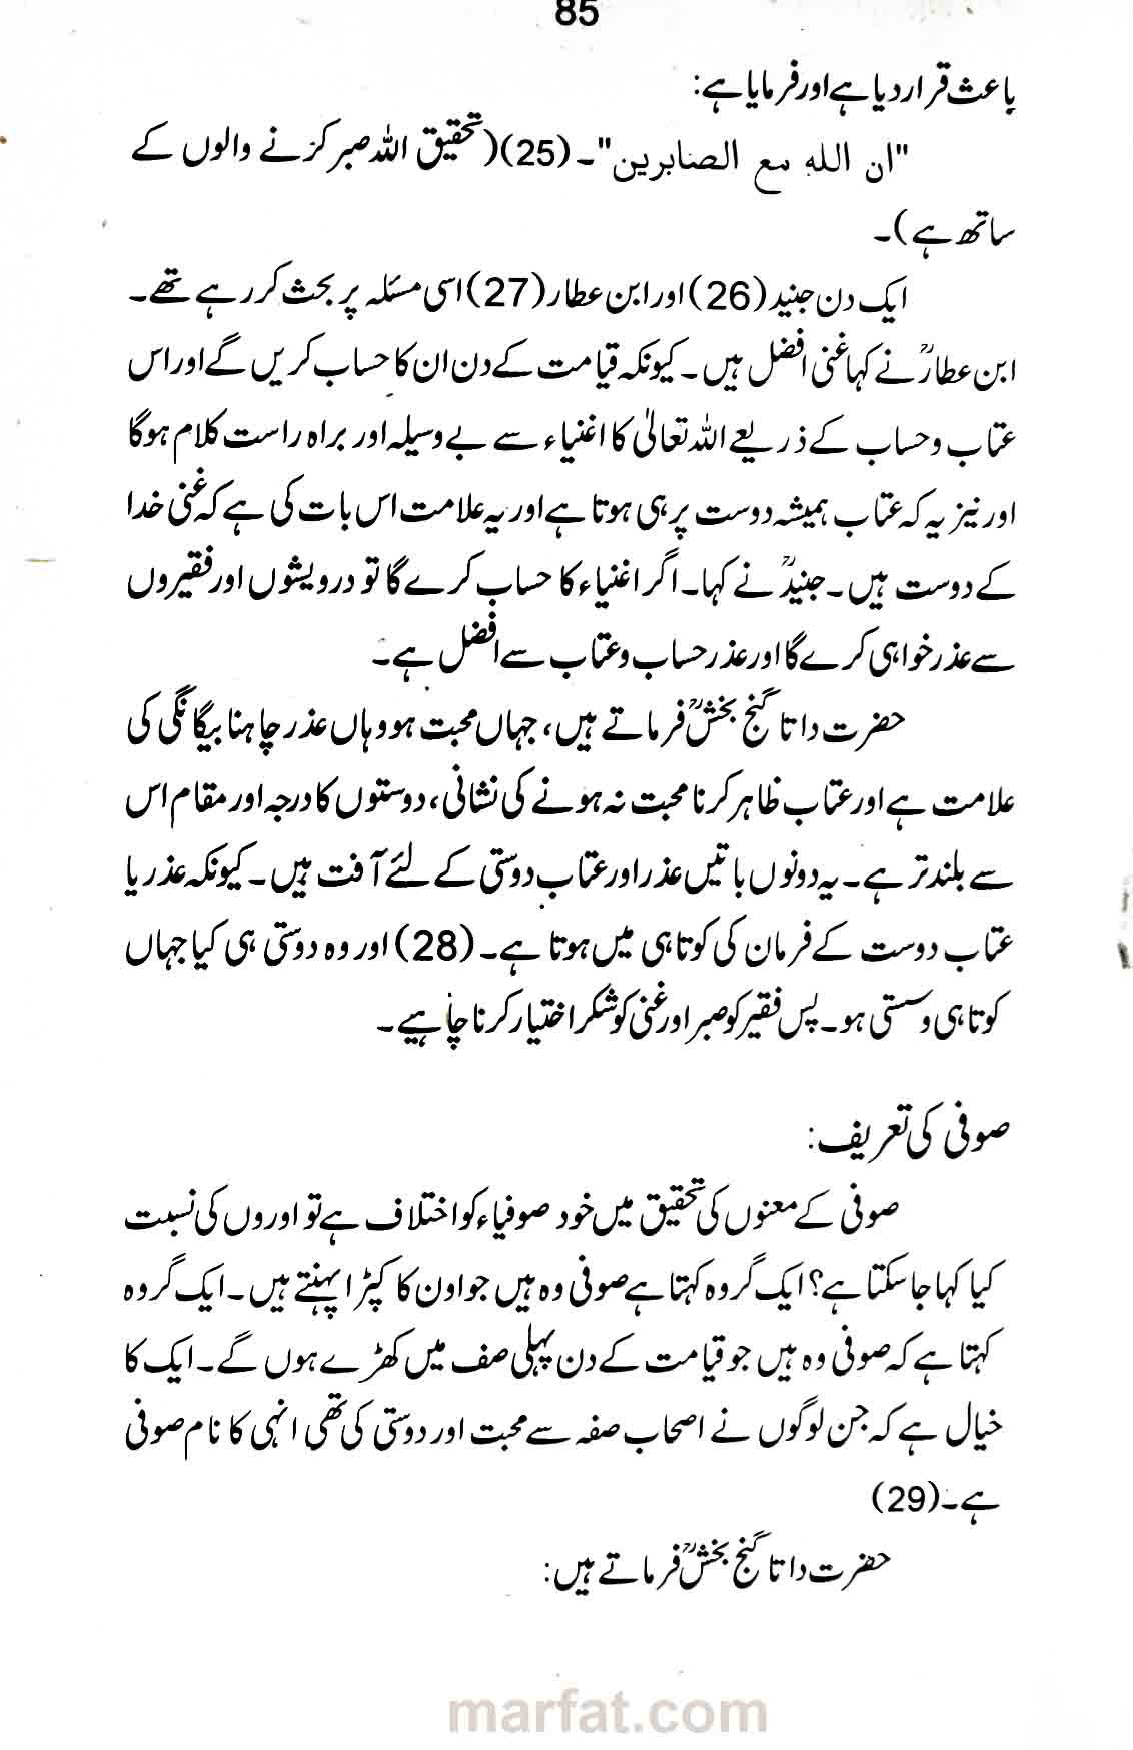 85
باعث قرار دیا ہے اور فرمایا ہے:
"ان الله مع الصابرين"۔ (25)(تحقیق اللہ صبر کرنے والوں کے
ساتھ ہے)۔
ایک دن جنید (26) اور ابن عطار (27) اسی مسئلہ پر بحث کر رہے تھے۔
ابن عطارؒ نے کہا غنی افضل ہیں۔ کیونکہ قیامت کے دن ان کا حساب کریں گے اور اس
عتاب و حساب کے ذریعے اللہ تعالیٰ کا اغنیاء سے بے وسیلہ اور براہ راست کلام ہوگا
اور نیز یہ کہ عتاب ہمیشہ دوست پر ہی ہوتا ہے اور یہ علامت اس بات کی ہے کہ غنی خدا
کے دوست ہیں۔ جنیدؒ نے کہا۔ اگر اغنیاء کا حساب کرے گا تو درویشوں اور فقیروں
سے عذر خواہی کرے گا اور عذر حساب و عتاب سے افضل ہے۔
حضرت داتا گنج بخشؒ فرماتے ہیں، جہاں محبت ہو وہاں عذر چاہنا بیگانگی کی
علامت ہے اور عتاب ظاہر کرنا محبت نہ ہونے کی نشانی، دوستوں کا درجہ اور مقام اس
سے بلند تر ہے۔ یہ دونوں باتیں عذر اور عتاب دوستی کے لئے آفت ہیں۔ کیونکہ عذر یا
عتاب دوست کے فرمان کی کوتاہی میں ہوتا ہے۔ (28) اور وہ دوستی ہی کیا جہاں
کوتاہی و سستی ہو۔ پس فقیر کو صبر اور غنی کو شکر اختیار کرنا چاہیے۔
صوفی کی تعریف:
صوفی کے معنوں کی تحقیق میں خود صوفیاء کو اختلاف ہے تو اوروں کی نسبت
کیا کہا جا سکتا ہے؟ ایک گروہ کہتا ہے صوفی وہ ہیں جو اون کا کپڑا پہنتے ہیں۔ ایک گروہ
کہتا ہے کہ صوفی وہ ہیں جو قیامت کے دن پہلی صف میں کھڑے ہوں گے۔ ایک کا
خیال ہے کہ جن لوگوں نے اصحاب صفہ سے محبت اور دوستی کی تھی انہی کا نام صوفی
ہے۔(29)
حضرت داتا گنج بخشؒ فرماتے ہیں:
marfat.com